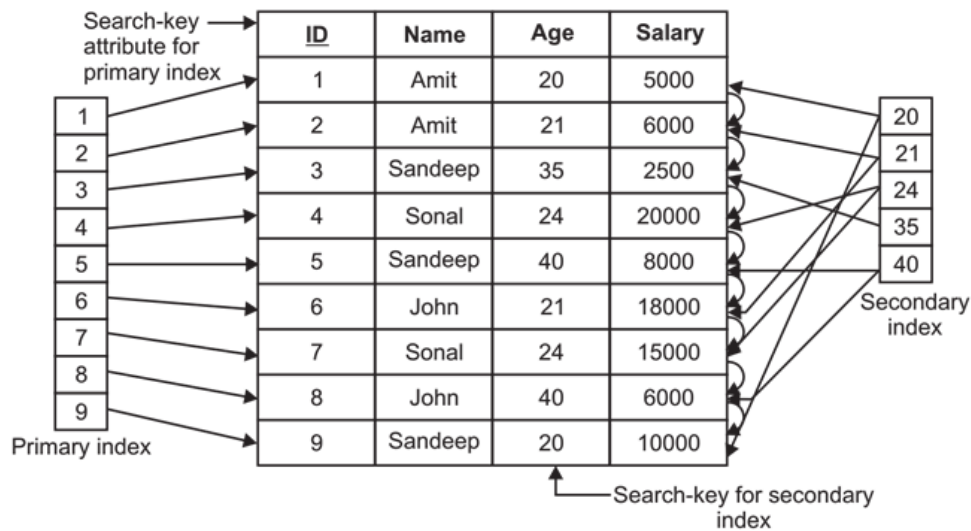 Search-key
attribute for
primary index
ID Name Age Salary
1 Amit 20 5000
2 Amit 21 6000
3 Sandeep 35 2500
4 Sonal 24 20000
5 Sandeep 40 8000
6 John 21 18000
7 Sonal 24 15000
8 John 40 6000
9 Sandeep 20 10000
1
2
3
4
5
6
7
8
9
Primary index
20
21
24
35
40
Secondary
index
Search-key for secondary
index